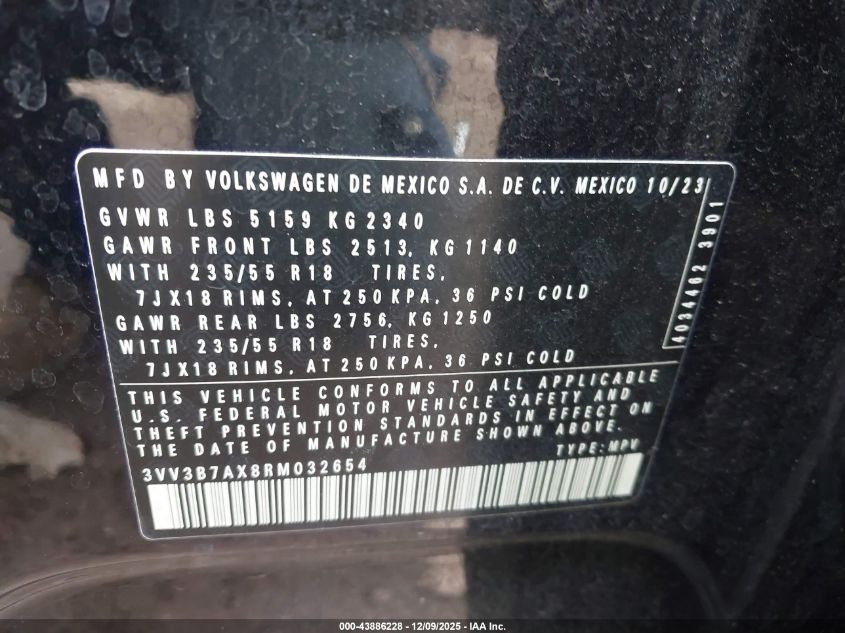 MFD BY VOLKSWAGEN DE MEXICO S.A. DE C.V. MEXICO 10/23
GVWR LBS 5159 KG 2340
GAWR FRONT LBS 2513, KG 1140
WITH 235/55 R18 TIRES,
7JX18 RIMS, AT 250 KPA, 36 PSI COLD
GAWR REAR LBS 2756, KG 1250
WITH 235/55 R18 TIRES,
7JX18 RIMS, AT 250 KPA, 36 PSI COLD
4034462 3901
THIS VEHICLE CONFORMS TO ALL APPLICABLE
U.S. FEDERAL MOTOR VEHICLE SAFETY AND
THEFT PREVENTION STANDARDS IN EFFECT ON
THE DATE OF MANUFACTURE SHOWN ABOVE.
TYPE: MPV
3VV3B7AX8RM032654
000-43886228 - 12/09/2025 - IAA Inc.